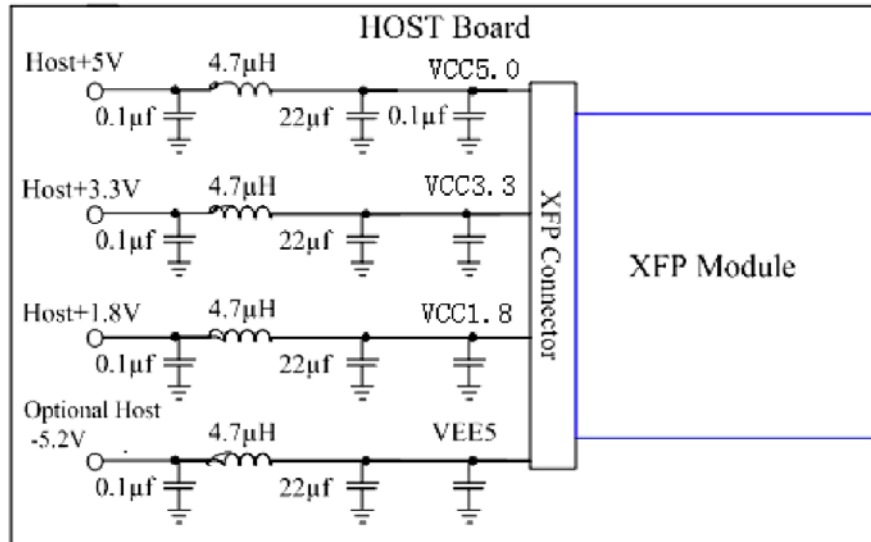 HOST Board
Host+5V
4.7μH
VCC5.0
0.1μf
22μf
0.1μf
Host+3.3V
4.7μH
VCC3.3
0.1μf
22μf
Host+1.8V
4.7μH
VCC1.8
0.1μf
22μf
Optional Host
-5.2V
4.7μH
VEE5
0.1μf
22μf
XFP Connector
XFP Module